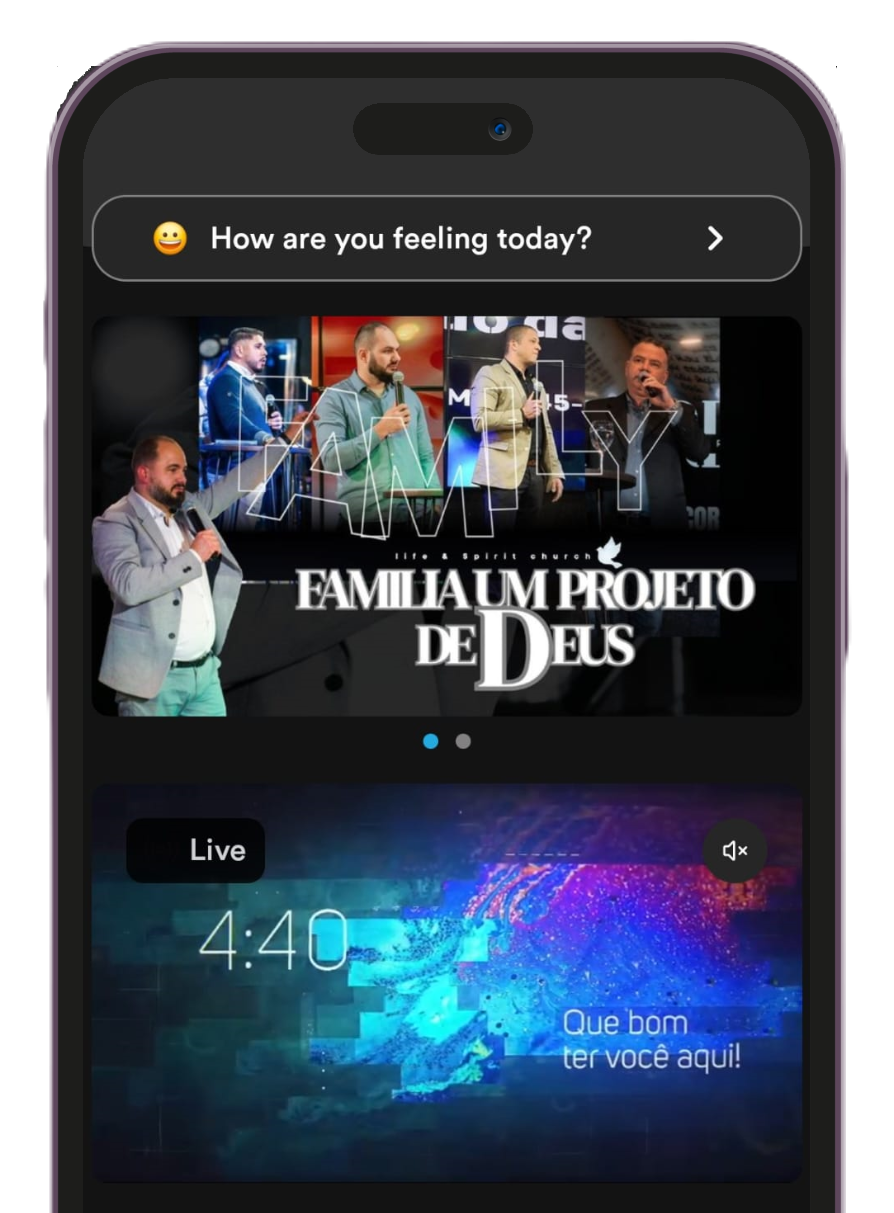 How are you feeling today?
FAMILY
life & Spirit church
FAMILIA UM PROJETO
DE DEUS
Live
4:40
Que bom
ter você aqui!